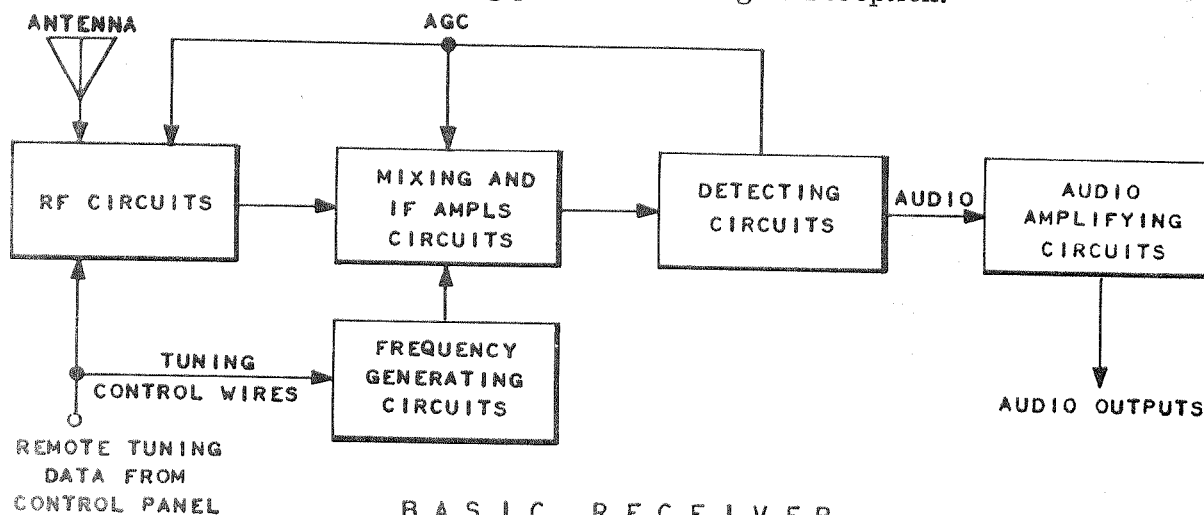 reception.
ANTENNA
AGC
RF CIRCUITS
MIXING AND
IF AMPLS
CIRCUITS
DETECTING
CIRCUITS
AUDIO
AUDIO
AMPLIFYING
CIRCUITS
TUNING
CONTROL WIRES
FREQUENCY
GENERATING
CIRCUITS
AUDIO OUTPUTS
REMOTE TUNING
DATA FROM
CONTROL PANEL
BASIC RECEIVER